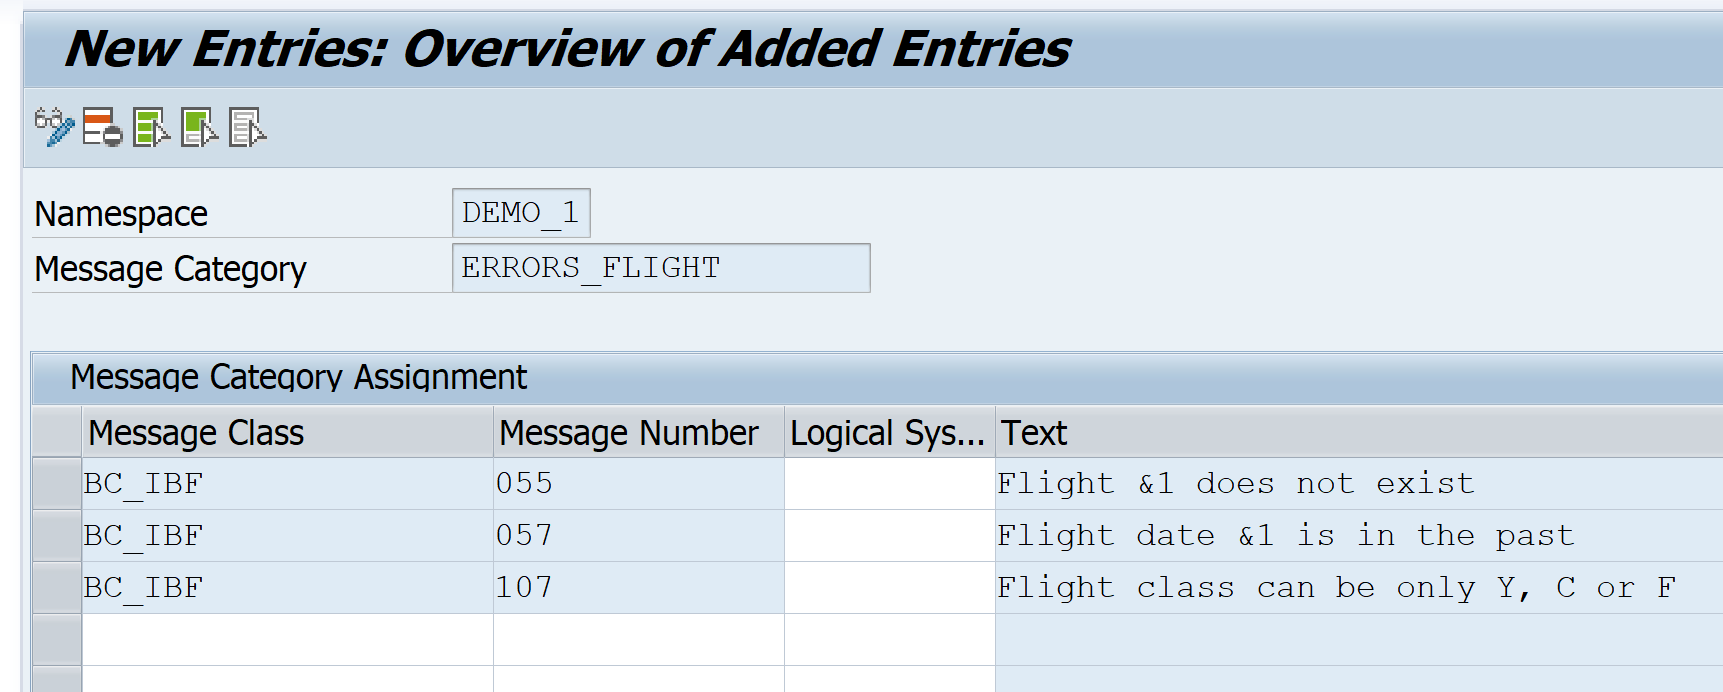 New Entries: Overview of Added Entries
Namespace DEMO_1
Message Category ERRORS_FLIGHT
Message Category Assignment
Message Class Message Number Logical Sys... Text
BC_IBF 055 Flight &1 does not exist
BC_IBF 057 Flight date &1 is in the past
BC_IBF 107 Flight class can be only Y, C or F